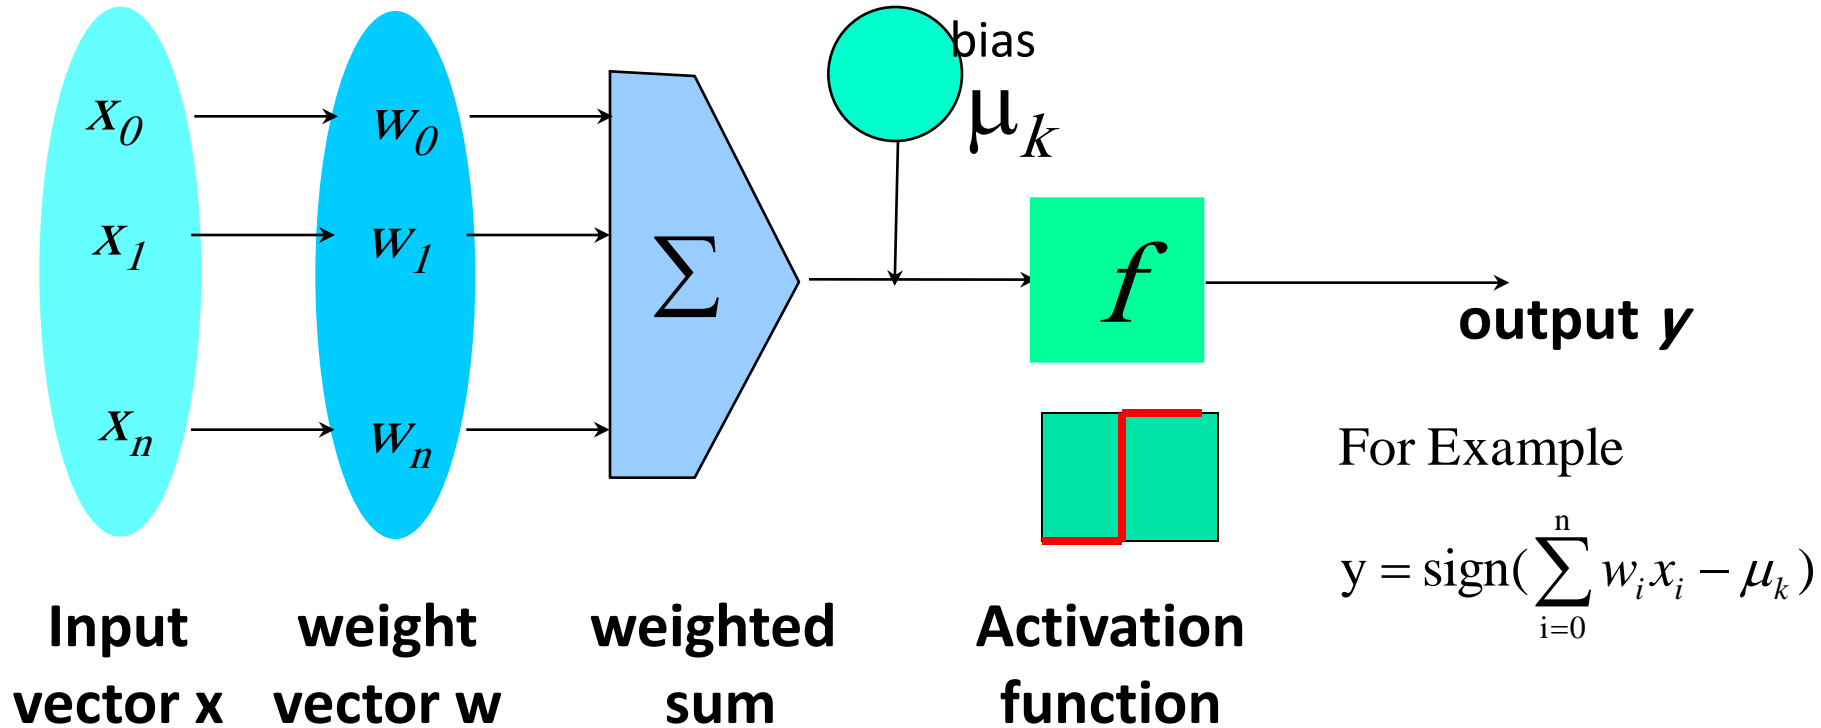 x₀
w₀
bias
μₖ
x₁
w₁
∑
f
output y
xₙ
wₙ
For Example
y = sign(∑ⁿᵢ₌₀ wᵢxᵢ − μₖ)
Input vector x
weight vector w
weighted sum
Activation function